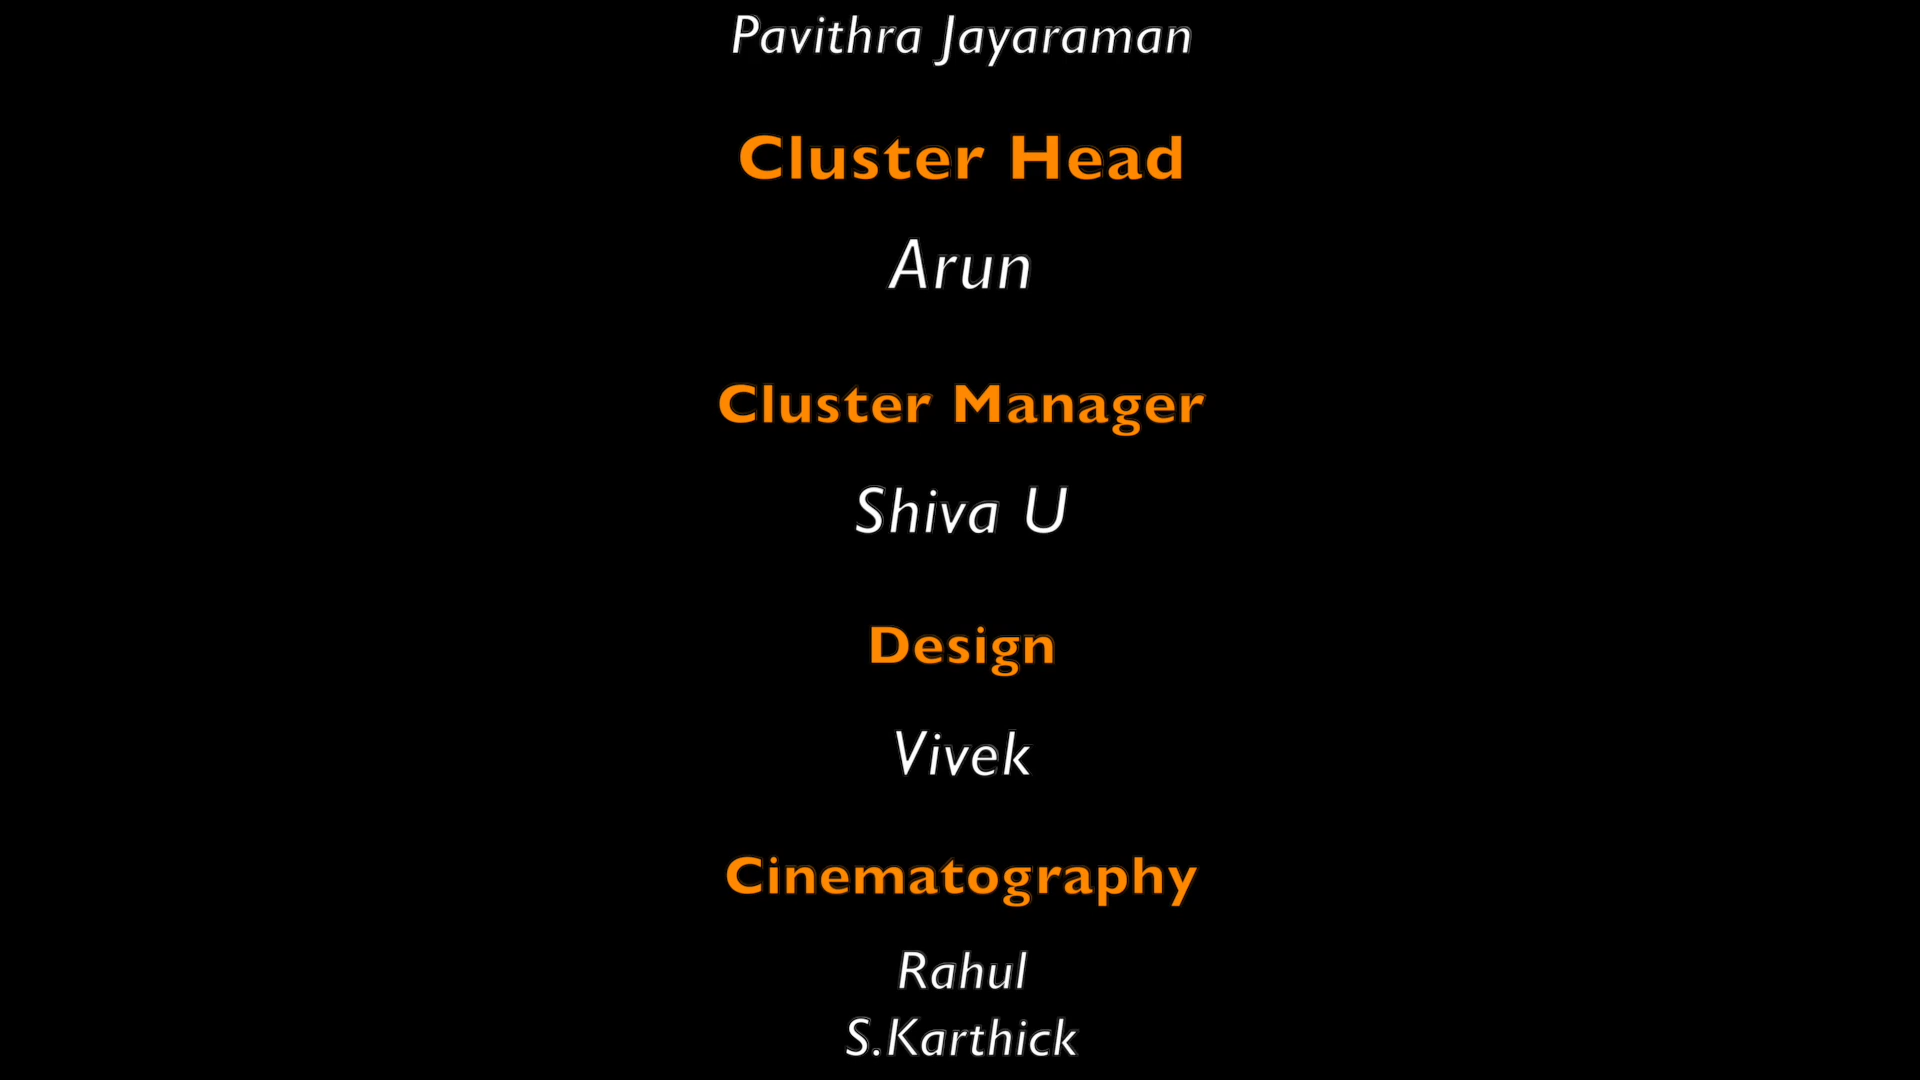 Pavithra Jayaraman
Cluster Head
Arun
Cluster Manager
Shiva U
Design
Vivek
Cinematography
Rahul
S.Karthick